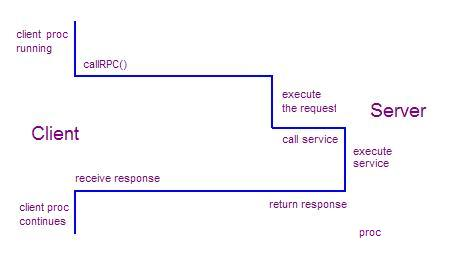 client proc
running
callRPC()
execute
the request
Server
Client
call service
execute
service
receive response
client proc
continues
return response
proc